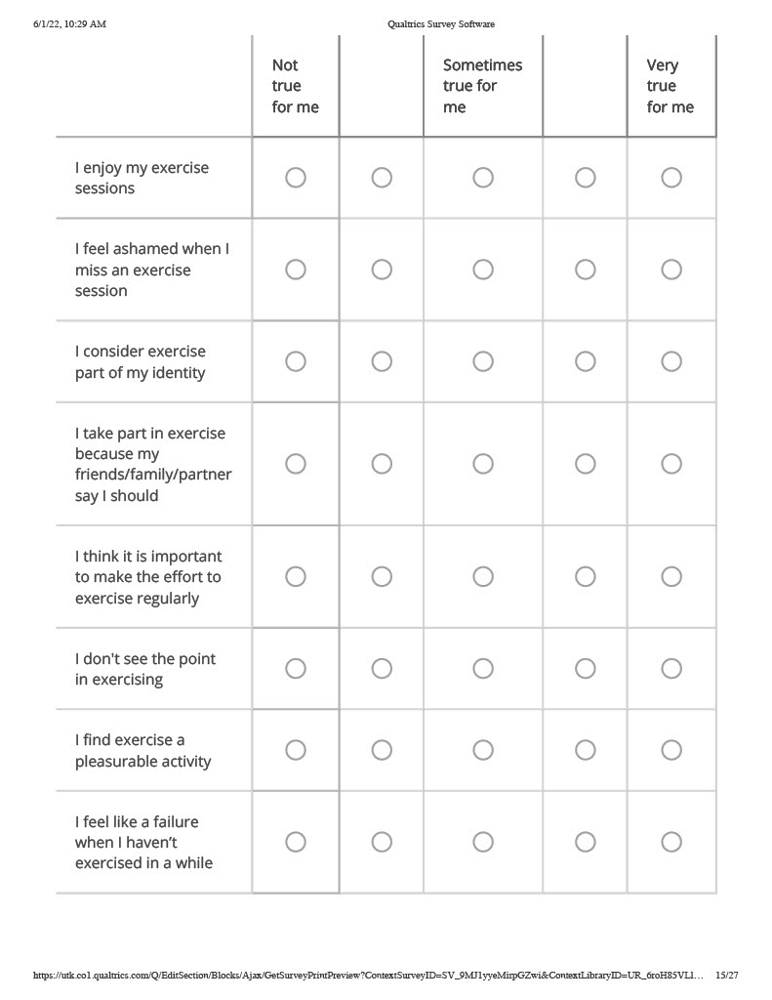 6/1/22, 10:29 AM
Qualtrics Survey Software
Not
true
for me
Sometimes
true for
me
Very
true
for me
I enjoy my exercise
sessions
I feel ashamed when I
miss an exercise
session
I consider exercise
part of my identity
I take part in exercise
because my
friends/family/partner
say I should
I think it is important
to make the effort to
exercise regularly
I don't see the point
in exercising
I find exercise a
pleasurable activity
I feel like a failure
when I haven’t
exercised in a while
https://utk.co1.qualtrics.com/Q/EditSection/Blocks/Ajax/GetSurveyPrintPreview?ContextSurveyID=SV_9MJ1yyeMirpGZwi&ContextLibraryID=UR_6roH85VLl…
15/27